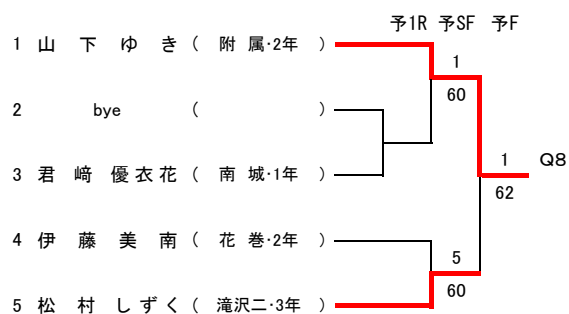 予1R 予SF 予F
1 山下ゆき ( 附属·2年 )
1
60
2 bye ( )
1 Q8
3 君﨑優衣花 ( 南城·1年 )
62
4 伊藤美南 ( 花巻·2年 )
5
60
5 松村しずく ( 滝沢二·3年 )